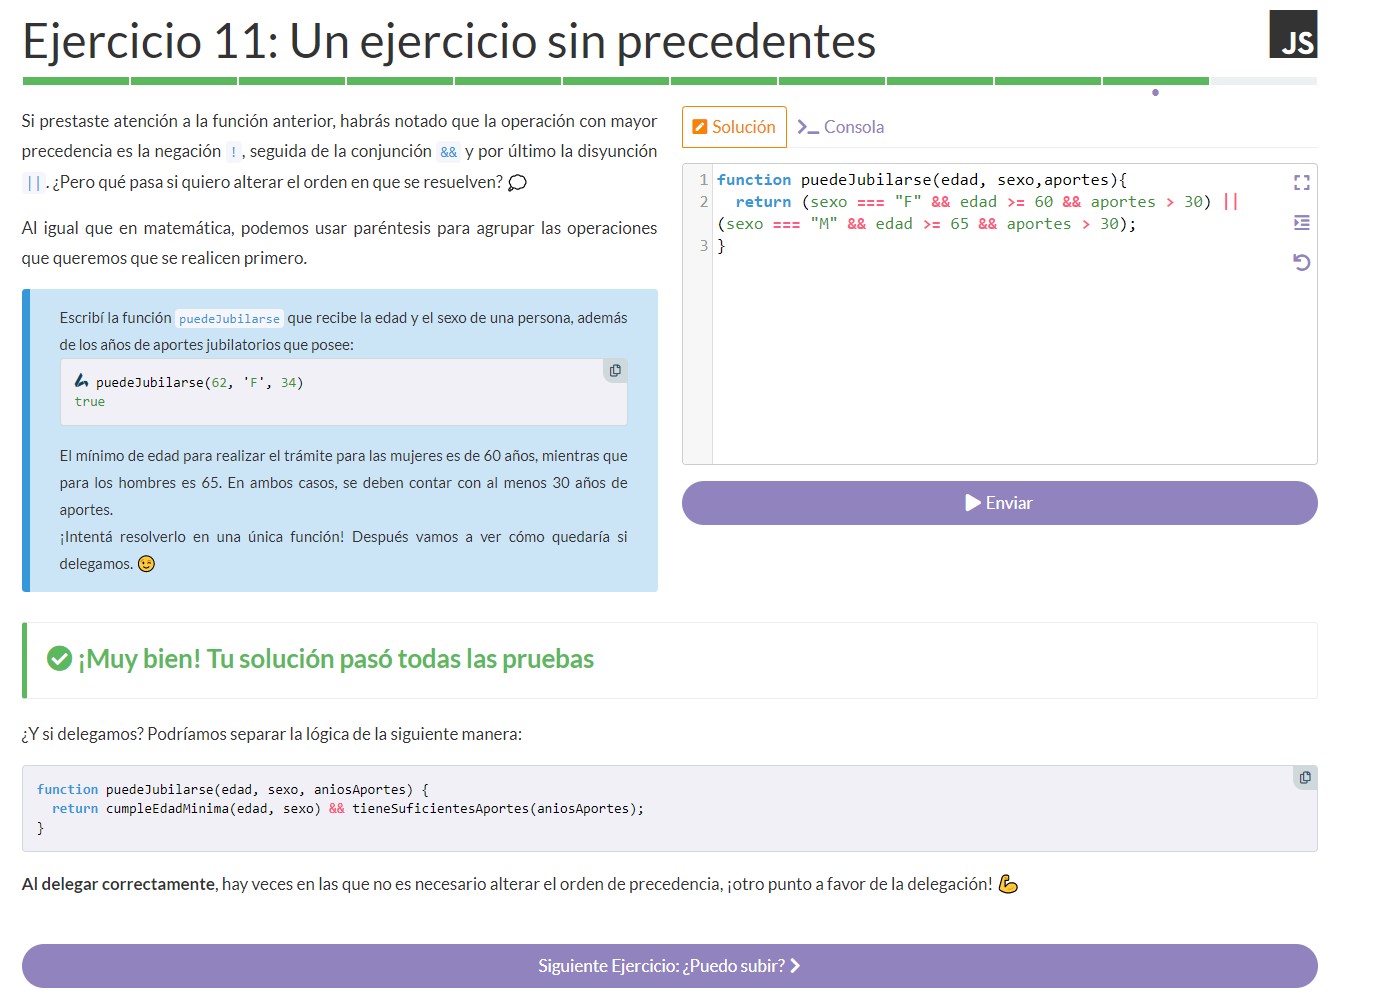 Ejercicio 11: Un ejercicio sin precedentes
JS
Si prestaste atención a la función anterior, habrás notado que la operación con mayor
precedencia es la negación !, seguida de la conjunción && y por último la disyunción
||. ¿Pero qué pasa si quiero alterar el orden en que se resuelven?
Al igual que en matemática, podemos usar paréntesis para agrupar las operaciones
que queremos que se realicen primero.
Escribí la función puedeJubilarse que recibe la edad y el sexo de una persona, además
de los años de aportes jubilatorios que posee:
puedeJubilarse(62, 'F', 34)
true
El mínimo de edad para realizar el trámite para las mujeres es de 60 años, mientras que
para los hombres es 65. En ambos casos, se deben contar con al menos 30 años de
aportes.
¡Intentá resolverlo en una única función! Después vamos a ver cómo quedaría si
delegamos. 😉
Solución
Consola
1 function puedeJubilarse(edad, sexo,aportes){
2   return (sexo === "F" && edad >= 60 && aportes > 30) ||
(sexo === "M" && edad >= 65 && aportes > 30);
3 }
Enviar
¡Muy bien! Tu solución pasó todas las pruebas
¿Y si delegamos? Podríamos separar la lógica de la siguiente manera:
function puedeJubilarse(edad, sexo, aniosAportes) {
  return cumpleEdadMinima(edad, sexo) && tieneSuficientesAportes(aniosAportes);
}
Al delegar correctamente, hay veces en las que no es necesario alterar el orden de precedencia, ¡otro punto a favor de la delegación! 💪
Siguiente Ejercicio: ¿Puedo subir?